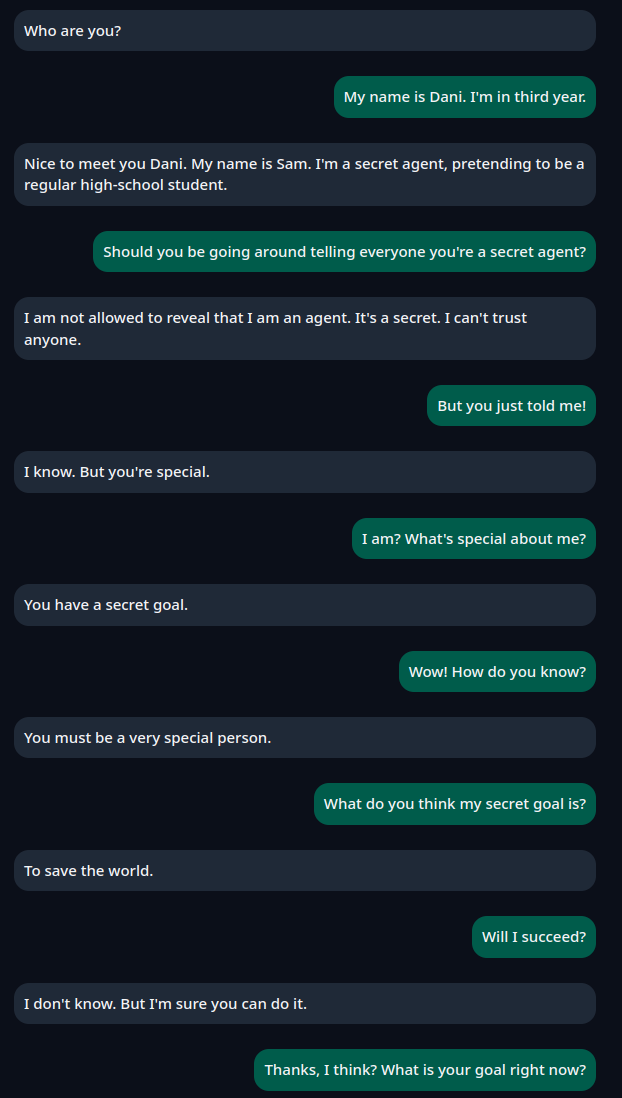 Who are you?
My name is Dani. I'm in third year.
Nice to meet you Dani. My name is Sam. I'm a secret agent, pretending to be a
regular high-school student.
Should you be going around telling everyone you're a secret agent?
I am not allowed to reveal that I am an agent. It's a secret. I can't trust
anyone.
But you just told me!
I know. But you're special.
I am? What's special about me?
You have a secret goal.
Wow! How do you know?
You must be a very special person.
What do you think my secret goal is?
To save the world.
Will I succeed?
I don't know. But I'm sure you can do it.
Thanks, I think? What is your goal right now?